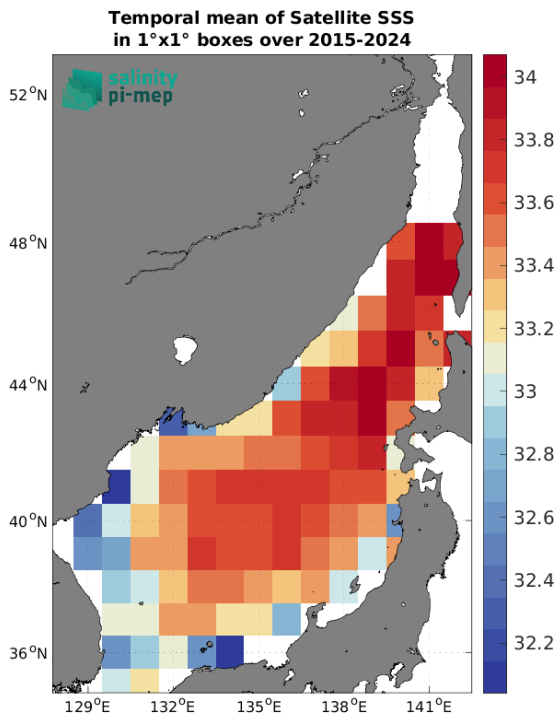 Temporal mean of Satellite SSS
in 1°x1° boxes over 2015-2024
salinity
pi-mep
52°N
48°N
44°N
40°N
36°N
129°E
132°E
135°E
138°E
141°E
34
33.8
33.6
33.4
33.2
33
32.8
32.6
32.4
32.2